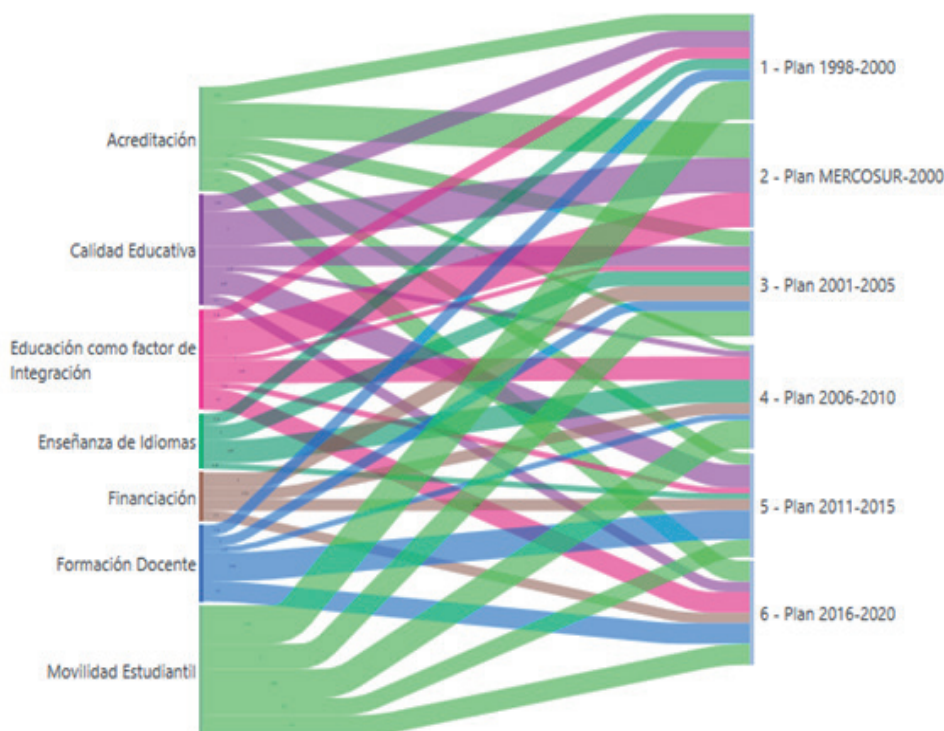 Acreditación
Calidad Educativa
Educación como factor de
Integración
Enseñanza de Idiomas
Financiación
Formación Docente
Movilidad Estudiantil
1 - Plan 1998-2000
2 - Plan MERCOSUR-2000
3 - Plan 2001-2005
4 - Plan 2006-2010
5 - Plan 2011-2015
6 - Plan 2016-2020